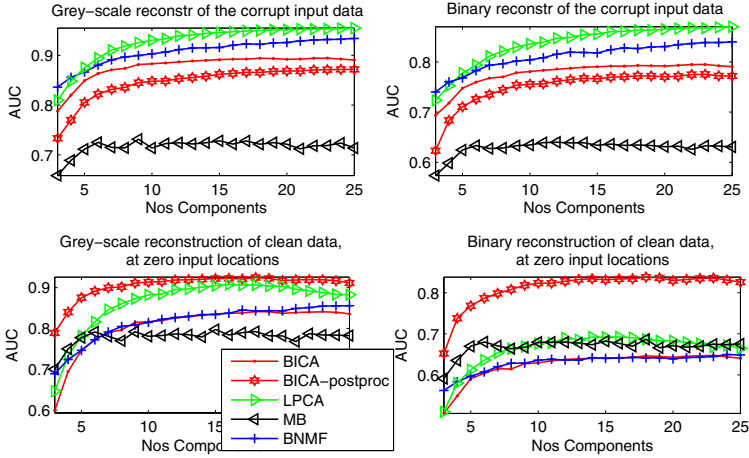 Grey−scale reconstr of the corrupt input data
0.9
0.8
0.7
AUC
5
10
15
20
25
Nos Components
Binary reconstr of the corrupt input data
0.8
0.7
0.6
AUC
5
10
15
20
25
Nos Components
Grey−scale reconstruction of clean data,
at zero input locations
0.9
0.8
0.7
0.6
AUC
5
10
Nos Compone
Binary reconstruction of clean data,
at zero input locations
0.8
0.7
0.6
AUC
5
10
15
20
25
Nos Components
BICA
BICA−postproc
LPCA
MB
BNMF